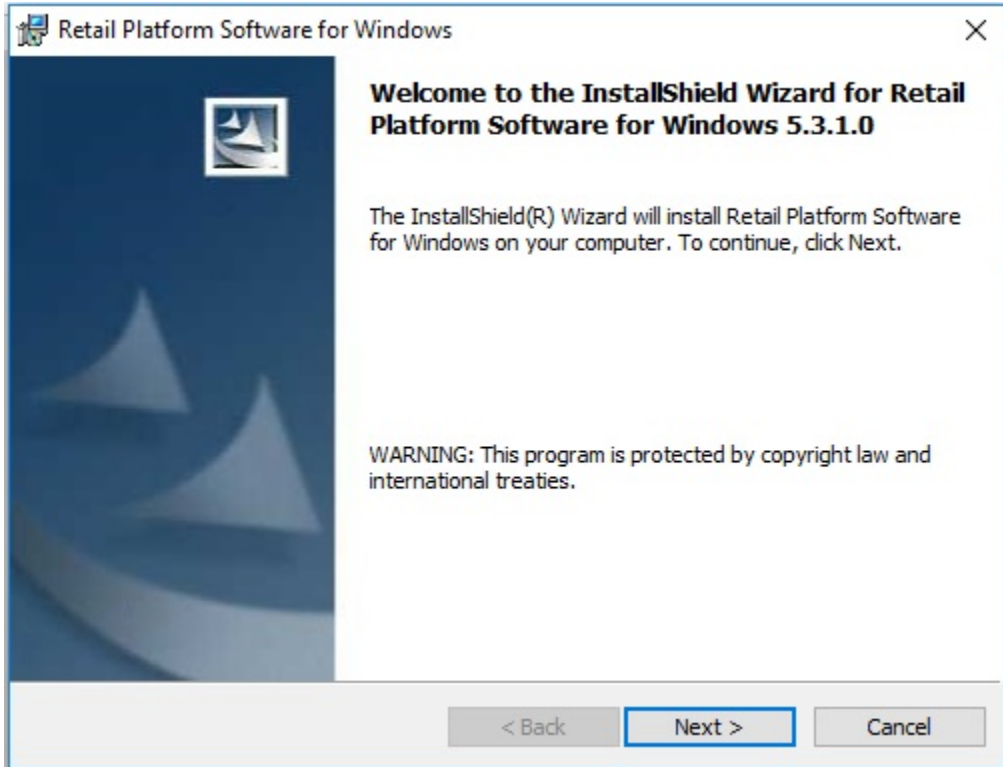 Retail Platform Software for Windows
Welcome to the InstallShield Wizard for Retail
Platform Software for Windows 5.3.1.0
The InstallShield(R) Wizard will install Retail Platform Software
for Windows on your computer. To continue, click Next.
WARNING: This program is protected by copyright law and
international treaties.
< Back
Next >
Cancel